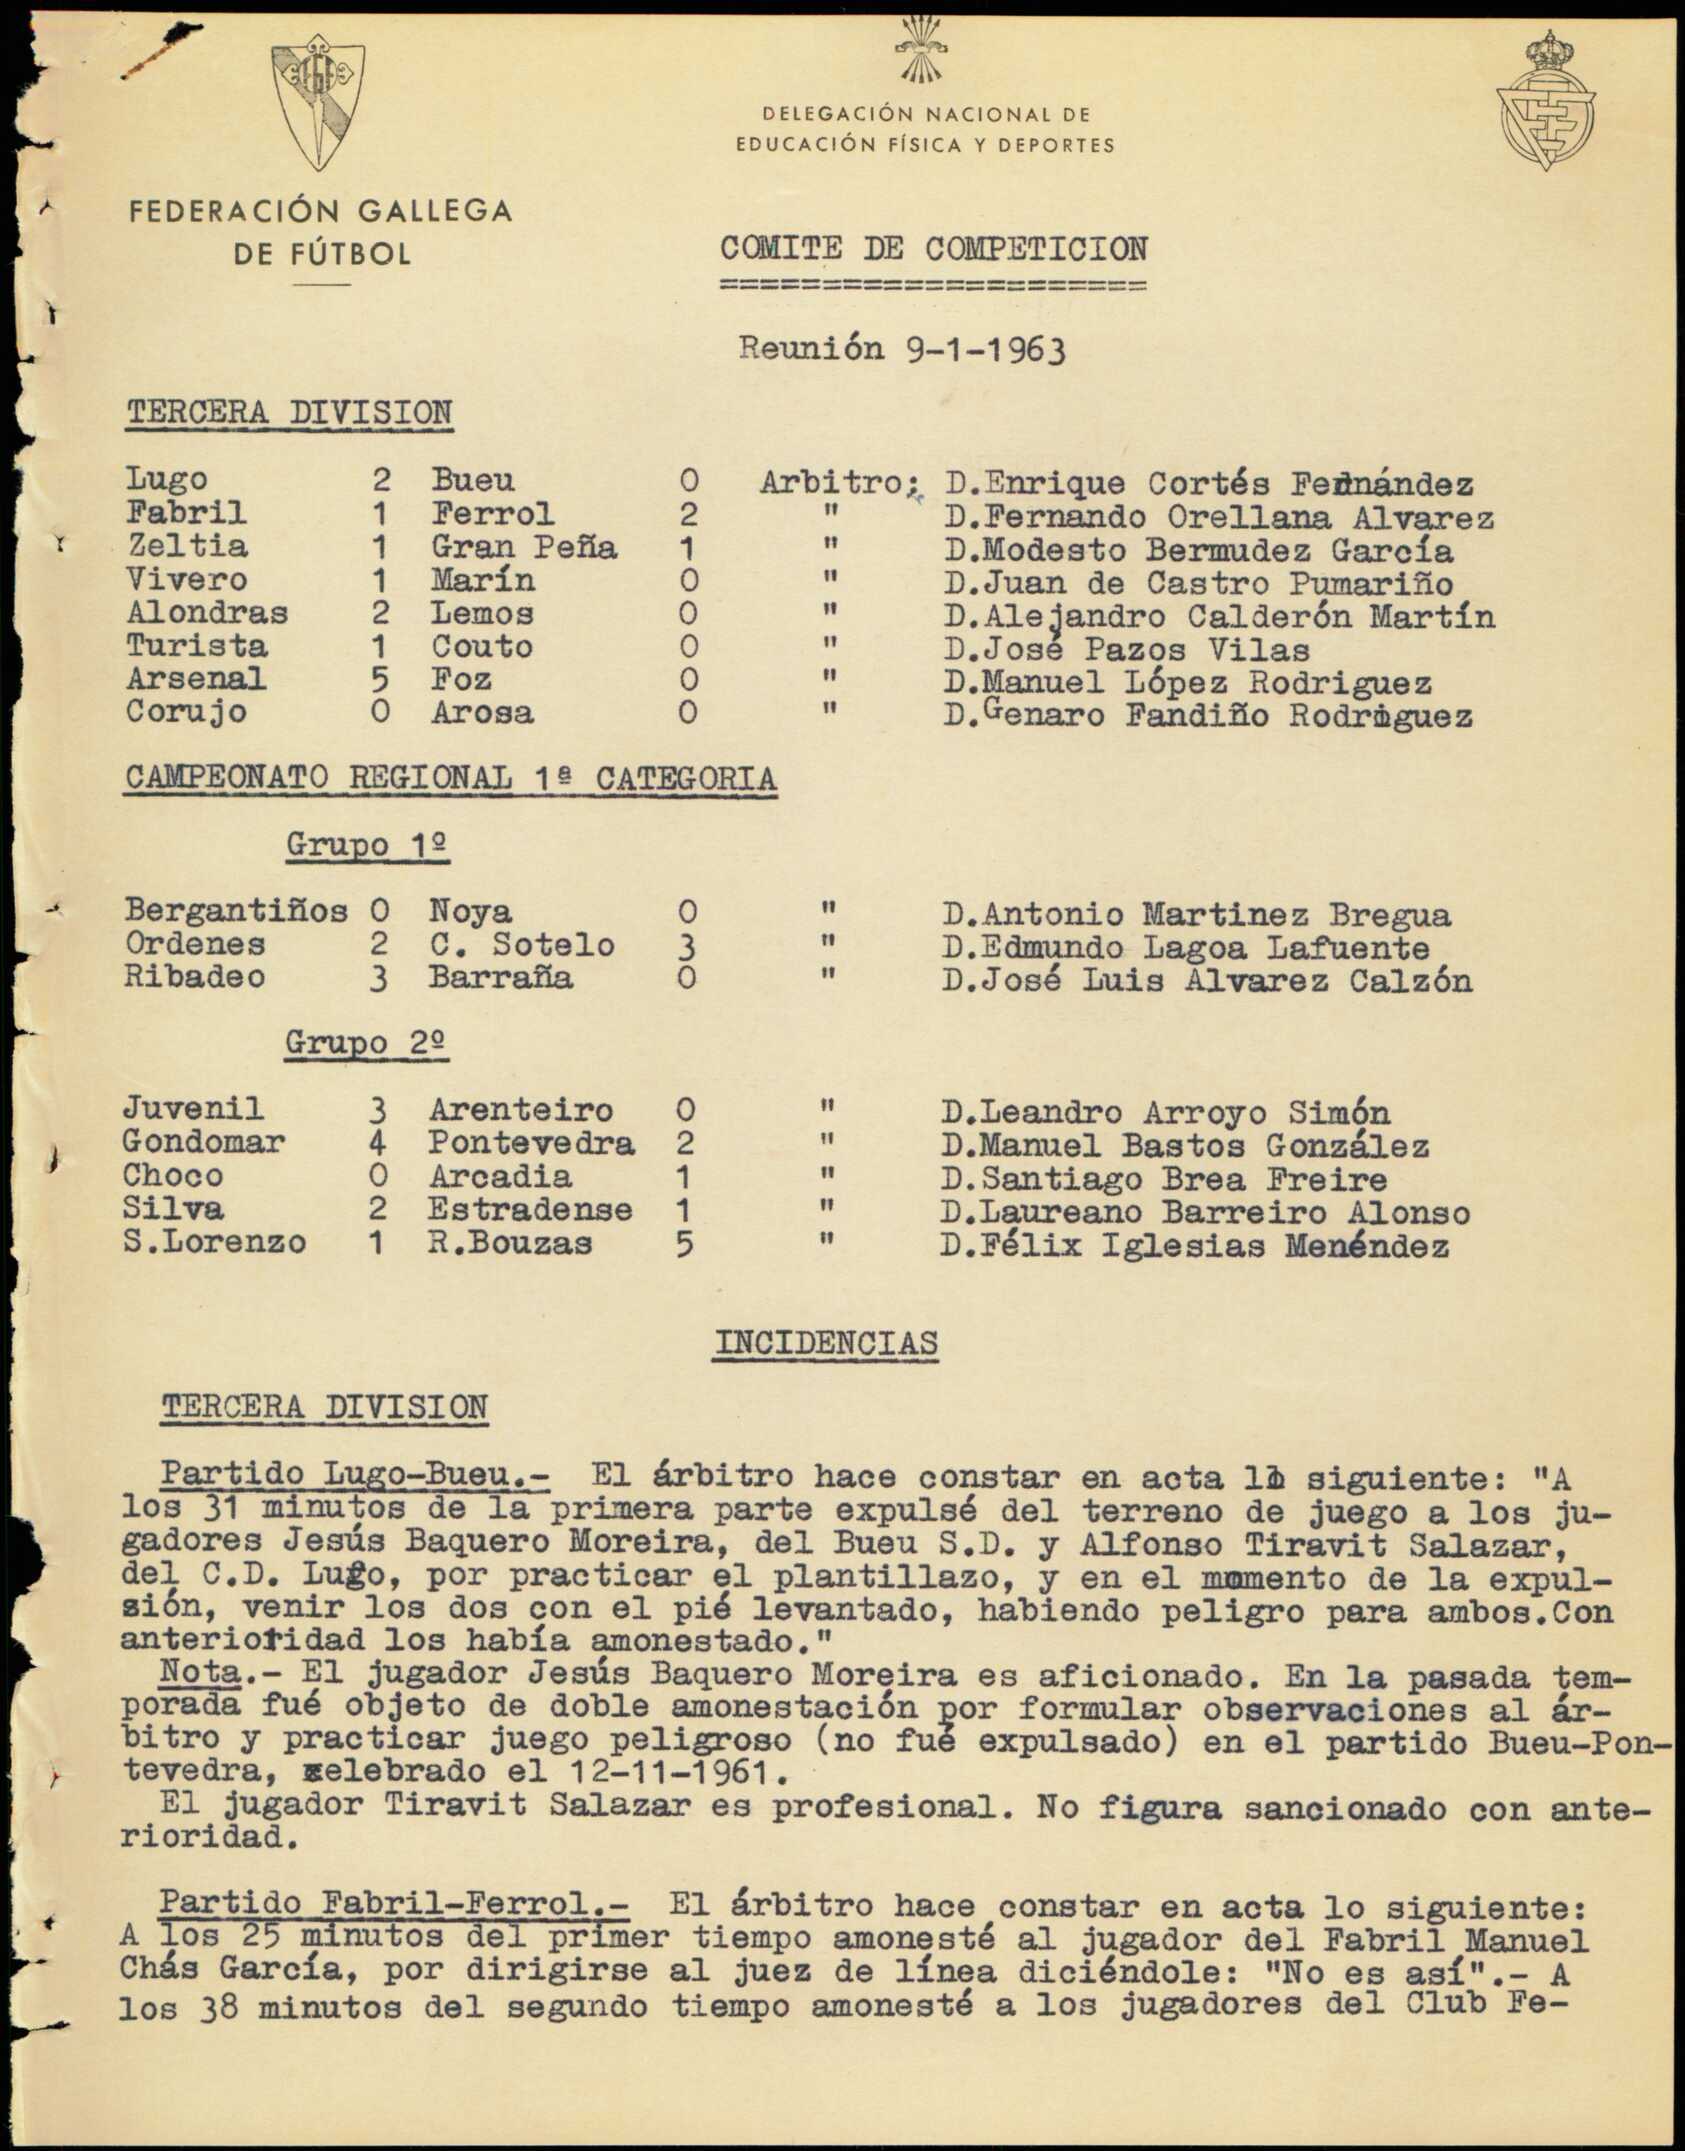 DELEGACIÓN NACIONAL DE
EDUCACIÓN FÍSICA Y DEPORTES
FEDERACIÓN GALLEGA
DE FÚTBOL
COMITE DE COMPETICION
=====================
Reunión 9-1-1963
TERCERA DIVISION
Lugo 2 Bueu 0 Arbitro: D.Enrique Cortés Fernández
Fabril 1 Ferrol 2 " D.Fernando Orellana Alvarez
Zeltia 1 Gran Peña 1 " D.Modesto Bermudez García
Vivero 1 Marín 0 " D.Juan de Castro Pumariño
Alondras 2 Lemos 0 " D.Alejandro Calderón Martín
Turista 1 Couto 0 " D.José Pazos Vilas
Arsenal 5 Foz 0 " D.Manuel López Rodriguez
Corujo 0 Arosa 0 " D.Genaro Fandiño Rodriguez
CAMPEONATO REGIONAL 1ª CATEGORIA
Grupo 1º
Bergantiños 0 Noya 0 " D.Antonio Martinez Bregua
Ordenes 2 C. Sotelo 3 " D.Edmundo Lagoa Lafuente
Ribadeo 3 Barraña 0 " D.José Luis Alvarez Calzón
Grupo 2º
Juvenil 3 Arenteiro 0 " D.Leandro Arroyo Simón
Gondomar 4 Pontevedra 2 " D.Manuel Bastos González
Choco 0 Arcadia 1 " D.Santiago Brea Freire
Silva 2 Estradense 1 " D.Laureano Barreiro Alonso
S.Lorenzo 1 R.Bouzas 5 " D.Félix Iglesias Menéndez
INCIDENCIAS
TERCERA DIVISION
Partido Lugo-Bueu.- El árbitro hace constar en acta lo siguiente: "A
los 31 minutos de la primera parte expulsé del terreno de juego a los ju-
gadores Jesús Baquero Moreira, del Bueu S.D. y Alfonso Tiravit Salazar,
del C.D. Lugo, por practicar el plantillazo, y en el momento de la expul-
sión, venir los dos con el pié levantado, habiendo peligro para ambos.Con
anterioridad los había amonestado."
Nota.- El jugador Jesús Baquero Moreira es aficionado. En la pasada tem-
porada fué objeto de doble amonestación por formular observaciones al ár-
bitro y practicar juego peligroso (no fué expulsado) en el partido Bueu-Pon-
tevedra, celebrado el 12-11-1961.
El jugador Tiravit Salazar es profesional. No figura sancionado con ante-
rioridad.
Partido Fabril-Ferrol.- El árbitro hace constar en acta lo siguiente:
A los 25 minutos del primer tiempo amonesté al jugador del Fabril Manuel
Chás García, por dirigirse al juez de línea diciéndole: "No es así".- A
los 38 minutos del segundo tiempo amonesté a los jugadores del Club Fe-